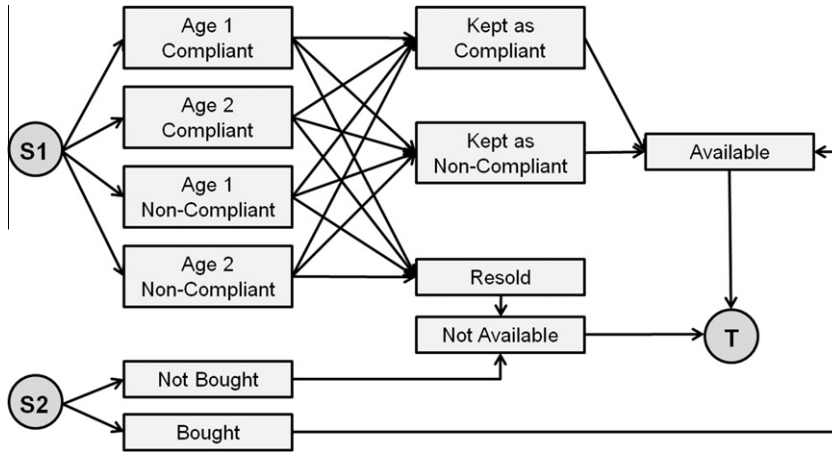 S1
Age 1
Compliant
Age 2
Compliant
Age 1
Non-Compliant
Age 2
Non-Compliant
Kept as
Compliant
Kept as
Non-Compliant
Available
Resold
Not Available
T
S2
Not Bought
Bought